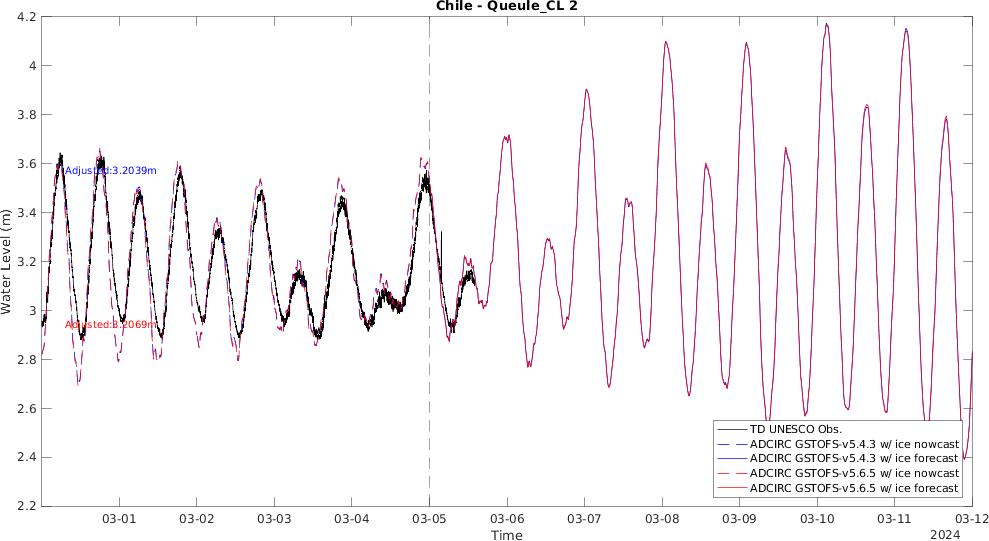 Chile - Queule_CL 2
4.2
4
3.8
3.6
3.4
3.2
3
2.8
2.6
2.4
2.2
Water Level (m)
Adjusted:3.2039m
Adjusted:3.2069m
TD UNESCO Obs.
ADCIRC GSTOFS-v5.4.3 w/ ice nowcast
ADCIRC GSTOFS-v5.4.3 w/ ice forecast
ADCIRC GSTOFS-v5.6.5 w/ ice nowcast
ADCIRC GSTOFS-v5.6.5 w/ ice forecast
03-01 03-02 03-03 03-04 03-05 03-06 03-07 03-08 03-09 03-10 03-11 03-12
Time
2024